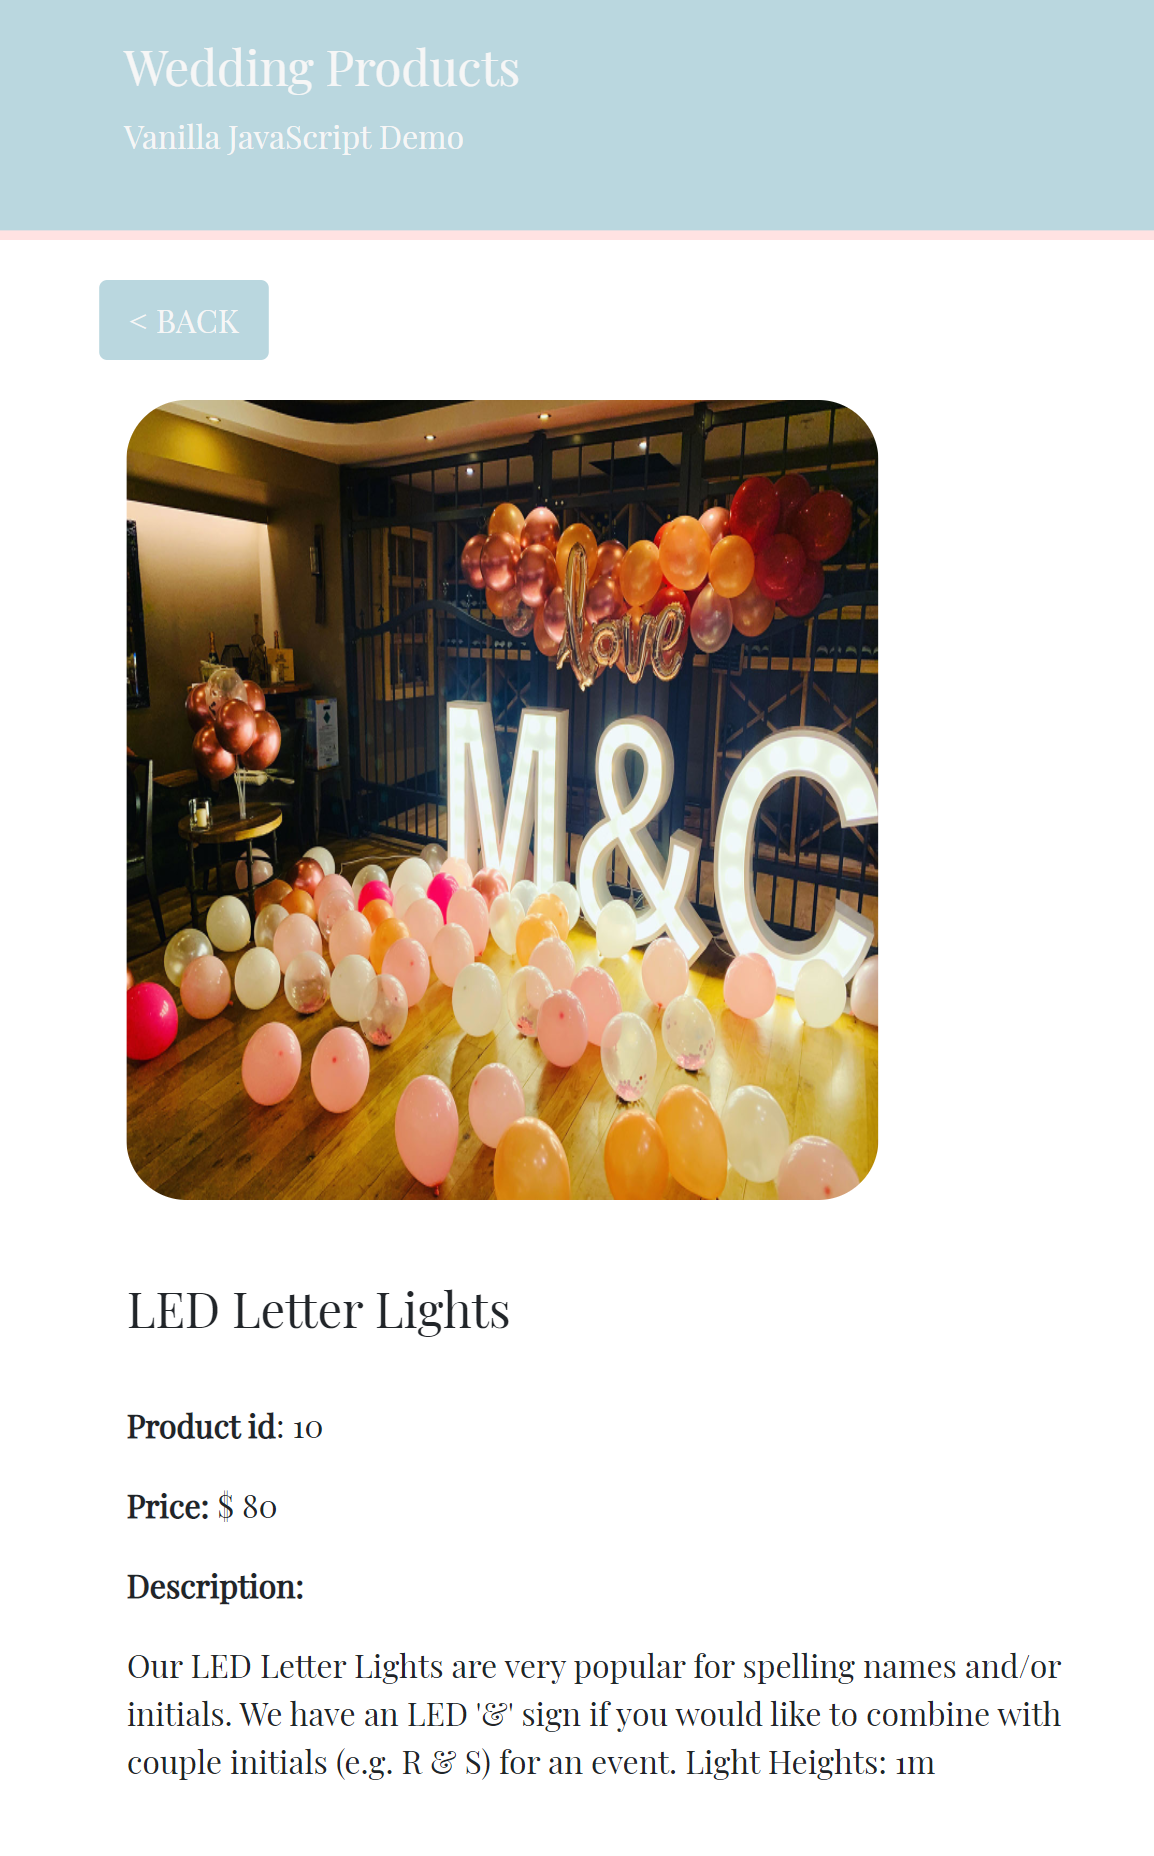 Wedding Products
Vanilla JavaScript Demo
< BACK
love
M&C
LED Letter Lights
Product id: 10
Price: $ 80
Description:
Our LED Letter Lights are very popular for spelling names and/or
initials. We have an LED '&' sign if you would like to combine with
couple initials (e.g. R & S) for an event. Light Heights: 1m